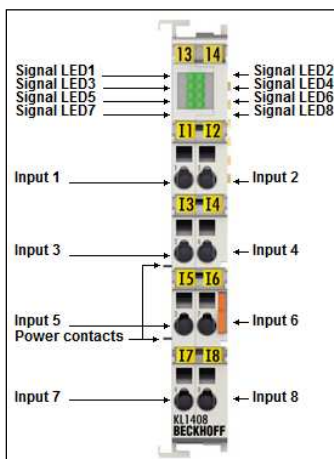 13 14
Signal LED1 Signal LED2
Signal LED3 Signal LED4
Signal LED5 Signal LED6
Signal LED7 Signal LED8
I1 I2
Input 1 Input 2
I3 I4
Input 3 Input 4
I5 I6
Input 5 Input 6
Power contacts
I7 I8
Input 7 Input 8
KL1408
BECKHOFF